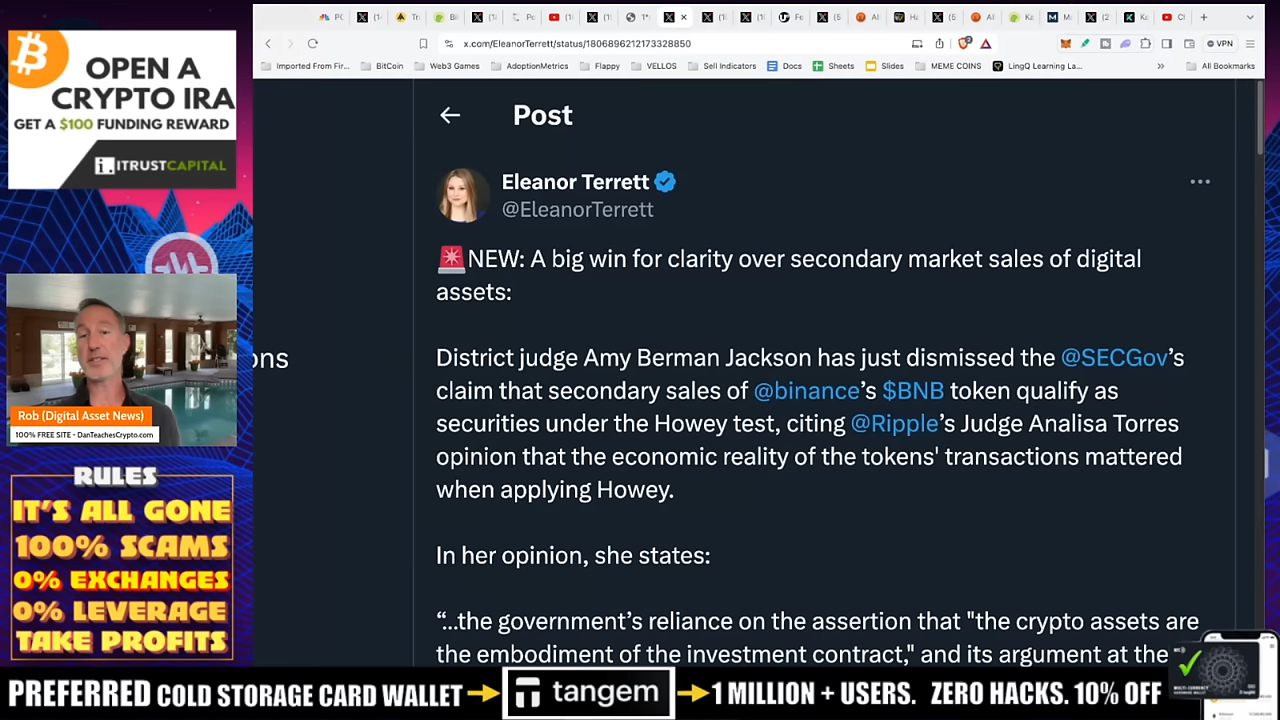 x.com/EleanorTerrett/status/1806896212173328850
VPN
Imported From Fir...
BitCoin
Web3 Games
AdoptionMetrics
Flappy
VELLOS
Sell Indicators
Docs
Sheets
Slides
MEME COINS
LingQ Learning La...
»
All Bookmarks
OPEN A
CRYPTO IRA
GET A $100 FUNDING REWARD
ITRUSTCAPITAL
ons
Rob (Digital Asset News)
100% FREE SITE - DanTeachesCrypto.com
RULES
IT'S ALL GONE
100% SCAMS
0% EXCHANGES
0% LEVERAGE
TAKE PROFITS
Post
Eleanor Terrett
@EleanorTerrett
🚨NEW: A big win for clarity over secondary market sales of digital
assets:
District judge Amy Berman Jackson has just dismissed the @SECGov's
claim that secondary sales of @binance's $BNB token qualify as
securities under the Howey test, citing @Ripple's Judge Analisa Torres
opinion that the economic reality of the tokens' transactions mattered
when applying Howey.
In her opinion, she states:
“...the government's reliance on the assertion that "the crypto assets are
the embodiment of the investment contract," and its argument at the
PREFERRED COLD STORAGE CARD WALLET
tangem
1 MILLION + USERS. ZERO HACKS. 10% OFF